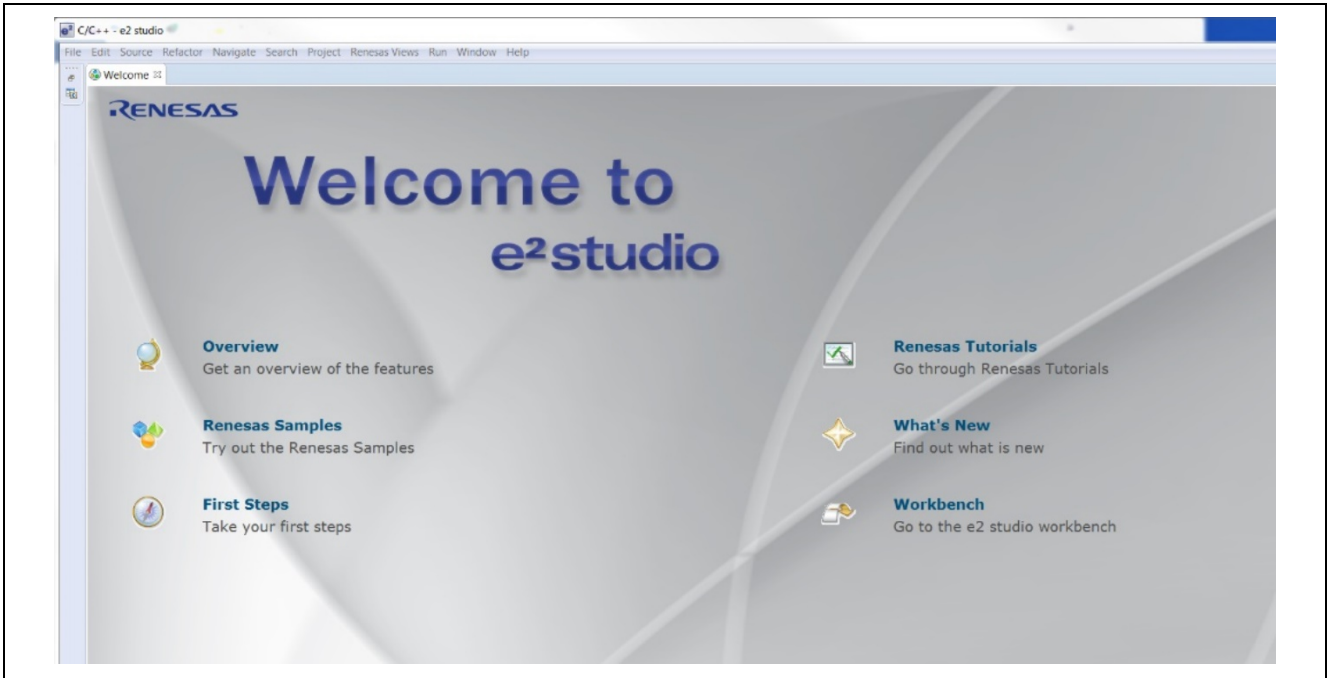 C/C++ - e2 studio
File Edit Source Refactor Navigate Search Project Renesas Views Run Window Help
Welcome
RENESAS
Welcome to
e²studio
Overview
Get an overview of the features
Renesas Samples
Try out the Renesas Samples
First Steps
Take your first steps
Renesas Tutorials
Go through Renesas Tutorials
What's New
Find out what is new
Workbench
Go to the e2 studio workbench